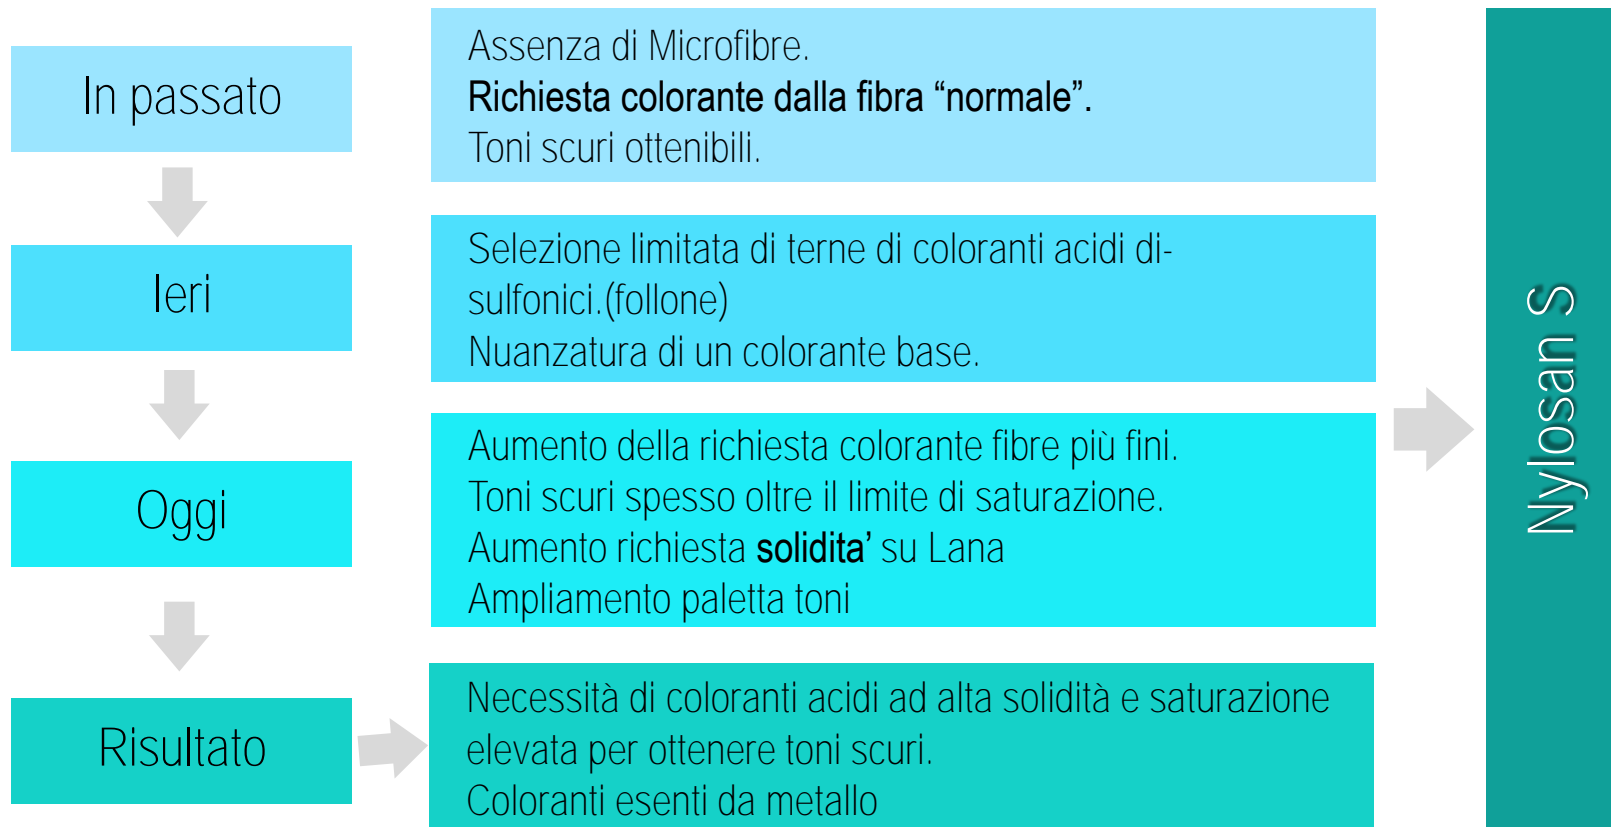 In passato
Assenza di Microfibre.
Richiesta colorante dalla fibra “normale”.
Toni scuri ottenibili.
Ieri
Selezione limitata di terne di coloranti acidi di-
sulfonici.(follone)
Nuanzatura di un colorante base.
Oggi
Aumento della richiesta colorante fibre più fini.
Toni scuri spesso oltre il limite di saturazione.
Aumento richiesta solidita’ su Lana
Ampliamento paletta toni
Risultato
Necessità di coloranti acidi ad alta solidità e saturazione
elevata per ottenere toni scuri.
Coloranti esenti da metallo
Nylosan S